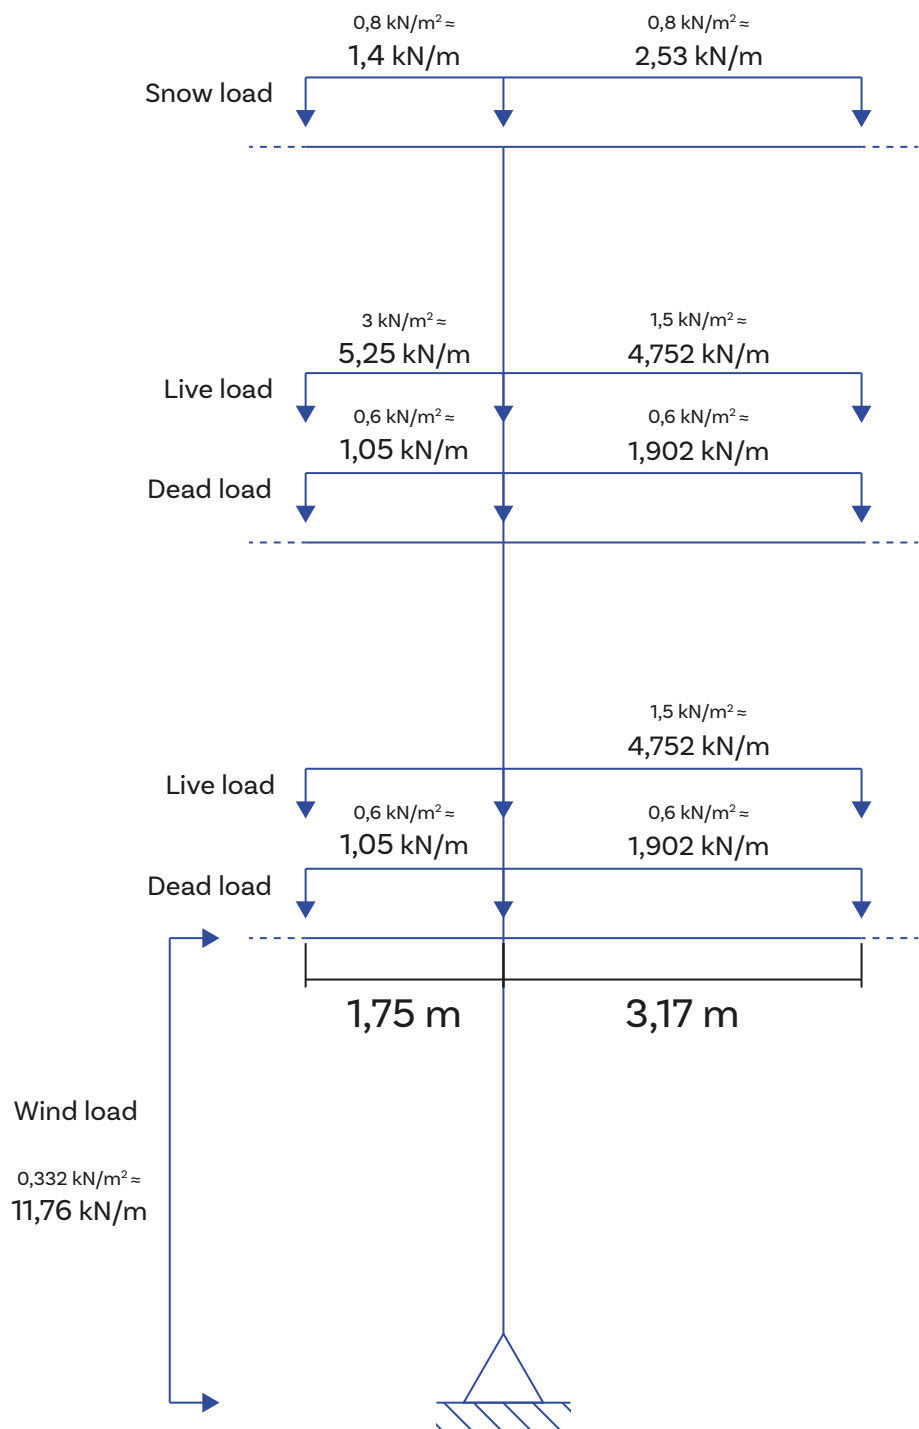 0,8 kN/m² ≈
1,4 kN/m
0,8 kN/m² ≈
2,53 kN/m
Snow load
3 kN/m² ≈
5,25 kN/m
1,5 kN/m² ≈
4,752 kN/m
Live load
0,6 kN/m² ≈
1,05 kN/m
0,6 kN/m² ≈
1,902 kN/m
Dead load
1,5 kN/m² ≈
4,752 kN/m
Live load
0,6 kN/m² ≈
1,05 kN/m
0,6 kN/m² ≈
1,902 kN/m
Dead load
1,75 m
3,17 m
Wind load
0,332 kN/m² ≈
11,76 kN/m